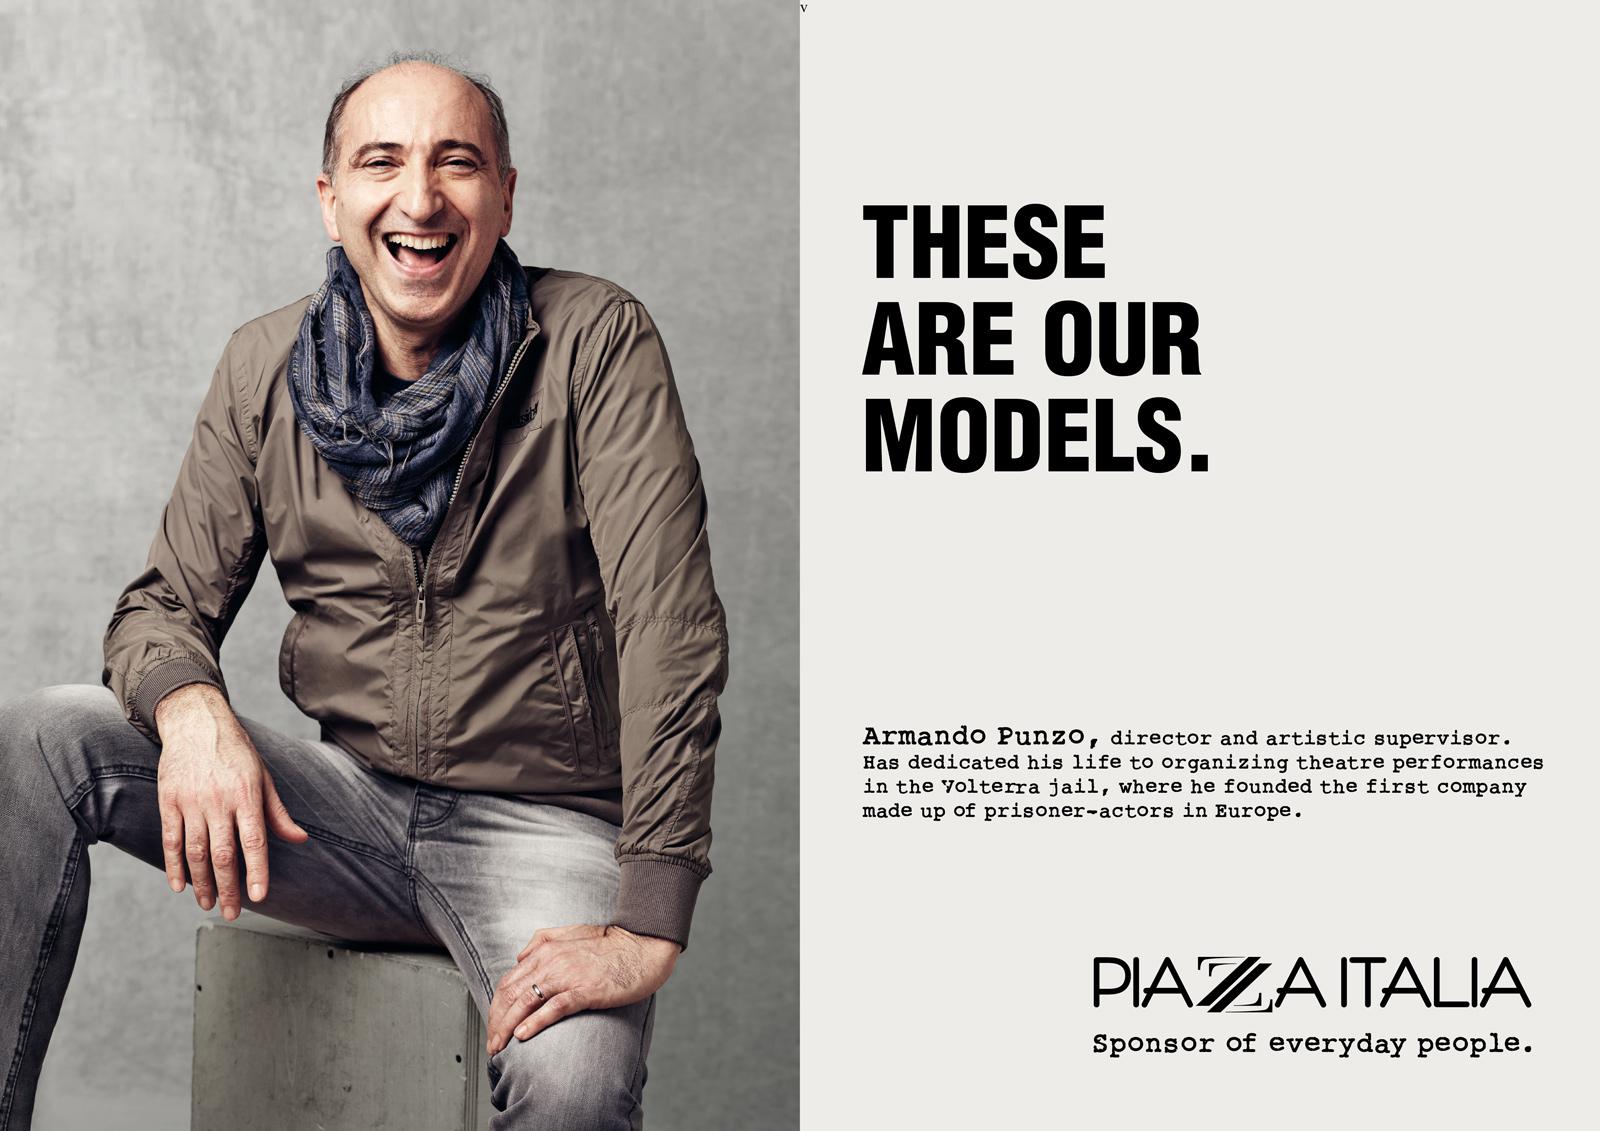 v
THESE
ARE OUR
MODELS.
Armando Punzo, director and artistic supervisor.
Has dedicated his life to organizing theatre performances
in the Volterra jail, where he founded the first company
made up of prisoner-actors in Europe.
PIAZZA ITALIA
Sponsor of everyday people.